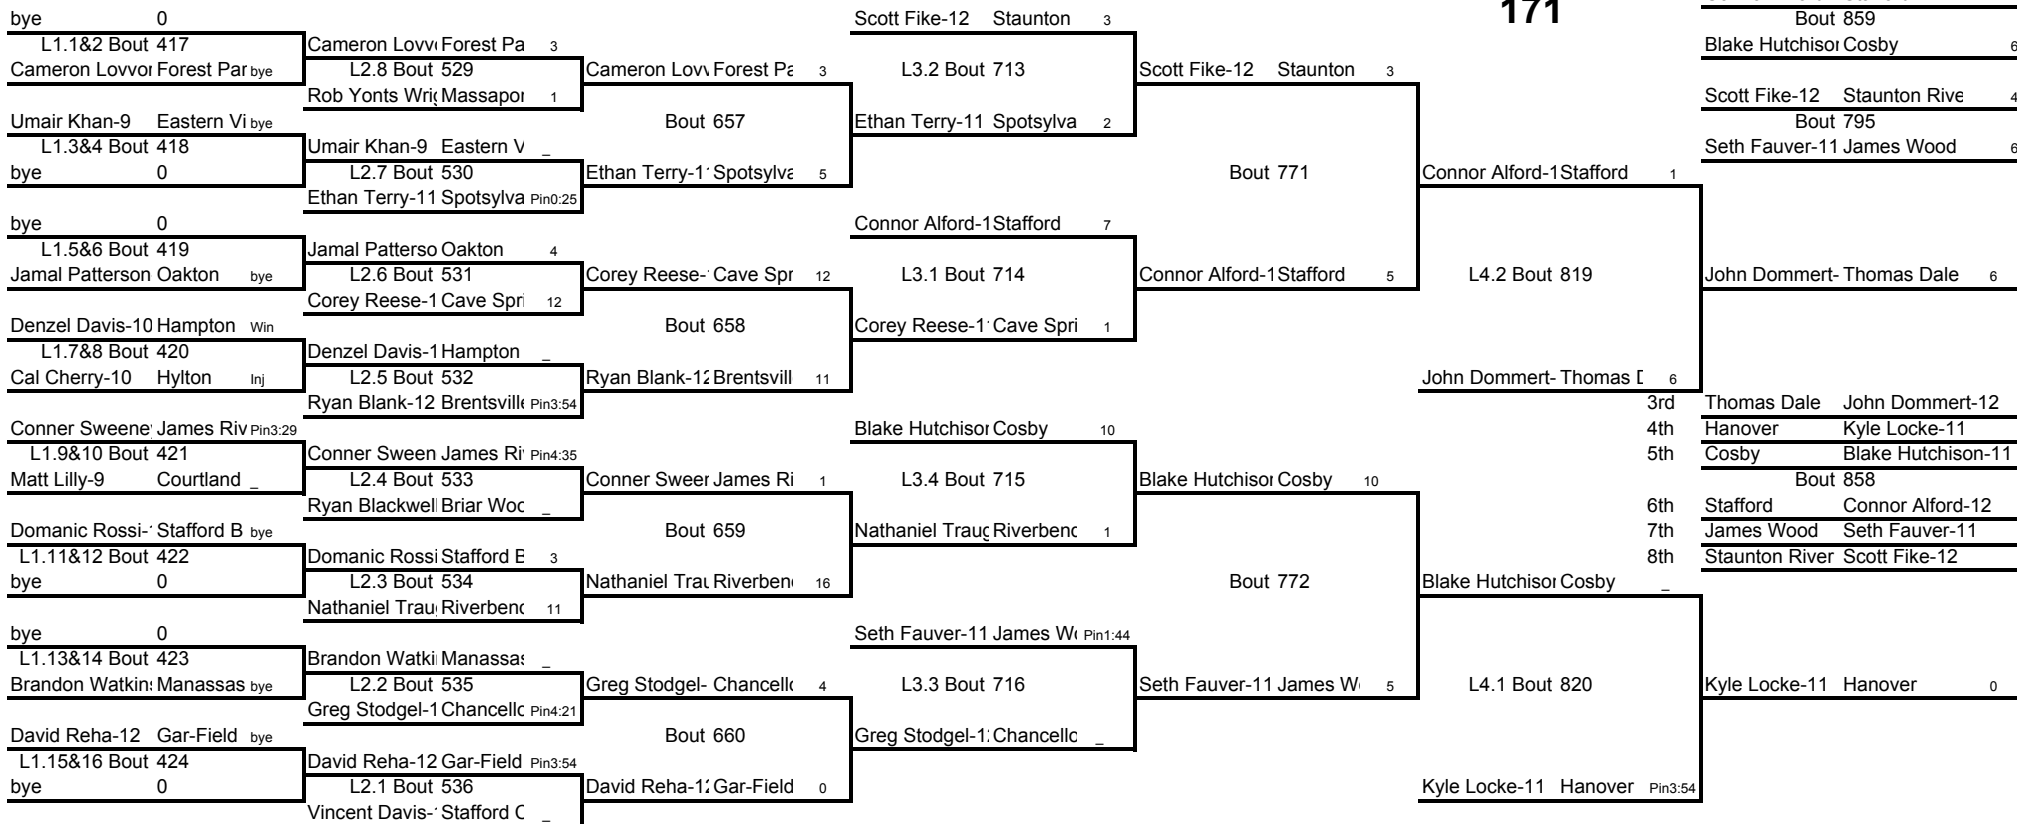 bye 0 Scott Fike-12 Staunton 3 171
Bout 859
L1.1&2 Bout 417 Cameron Lovv Forest Pa 3 Blake Hutchisor Cosby 6
Cameron Lovvor Forest Par bye L2.8 Bout 529 Cameron Lovv Forest Pa 3 L3.2 Bout 713 Scott Fike-12 Staunton 3
Rob Yonts Wrig Massapor 1 Scott Fike-12 Staunton Rive 4
Umair Khan-9 Eastern Vi bye Bout 657 Ethan Terry-11 Spotsylva 2 Bout 795
L1.3&4 Bout 418 Umair Khan-9 Eastern V _ Seth Fauver-11 James Wood 6
bye 0 L2.7 Bout 530 Ethan Terry-1 Spotsylva 5 Bout 771 Connor Alford-1 Stafford 1
Ethan Terry-11 Spotsylva Pin0:25
bye 0 Connor Alford-1 Stafford 7
L1.5&6 Bout 419 Jamal Patterso Oakton 4
Jamal Patterson Oakton bye L2.6 Bout 531 Corey Reese- Cave Spr 12 L3.1 Bout 714 Connor Alford-1 Stafford 5 L4.2 Bout 819 John Dommert- Thomas Dale 6
Corey Reese-1 Cave Spri 12
Denzel Davis-10 Hampton Win Bout 658 Corey Reese-1 Cave Spri 1
L1.7&8 Bout 420 Denzel Davis-1 Hampton _
Cal Cherry-10 Hylton Inj L2.5 Bout 532 Ryan Blank-12 Brentsvill 11 John Dommert- Thomas D 6
Ryan Blank-12 Brentsville Pin3:54 3rd Thomas Dale John Dommert-12
Conner Sweene James Riv Pin3:29 Blake Hutchisor Cosby 10 4th Hanover Kyle Locke-11
L1.9&10 Bout 421 Conner Sween James Ri Pin4:35 5th Cosby Blake Hutchison-11
Matt Lilly-9 Courtland _ L2.4 Bout 533 Conner Sweer James Ri 1 L3.4 Bout 715 Blake Hutchisor Cosby 10 Bout 858
Ryan Blackwell Briar Woo _ 6th Stafford Connor Alford-12
Domanic Rossi- Stafford B bye Bout 659 Nathaniel Traug Riverbend 1 7th James Wood Seth Fauver-11
L1.11&12 Bout 422 Domanic Rossi Stafford B 3 8th Staunton River Scott Fike-12
bye 0 L2.3 Bout 534 Nathaniel Trau Riverben 16 Bout 772 Blake Hutchisor Cosby _
Nathaniel Traug Riverbend 11
bye 0 Seth Fauver-11 James Wo Pin1:44
L1.13&14 Bout 423 Brandon Watki Manassas _
Brandon Watkins Manassas bye L2.2 Bout 535 Greg Stodgel- Chancello 4 L3.3 Bout 716 Seth Fauver-11 James W 5 L4.1 Bout 820 Kyle Locke-11 Hanover 0
Greg Stodgel-1 Chancello Pin4:21
David Reha-12 Gar-Field bye Bout 660 Greg Stodgel-1 Chancello _
L1.15&16 Bout 424 David Reha-12 Gar-Field Pin3:54
bye 0 L2.1 Bout 536 David Reha-12 Gar-Field 0 Kyle Locke-11 Hanover Pin3:54
Vincent Davis- Stafford C _